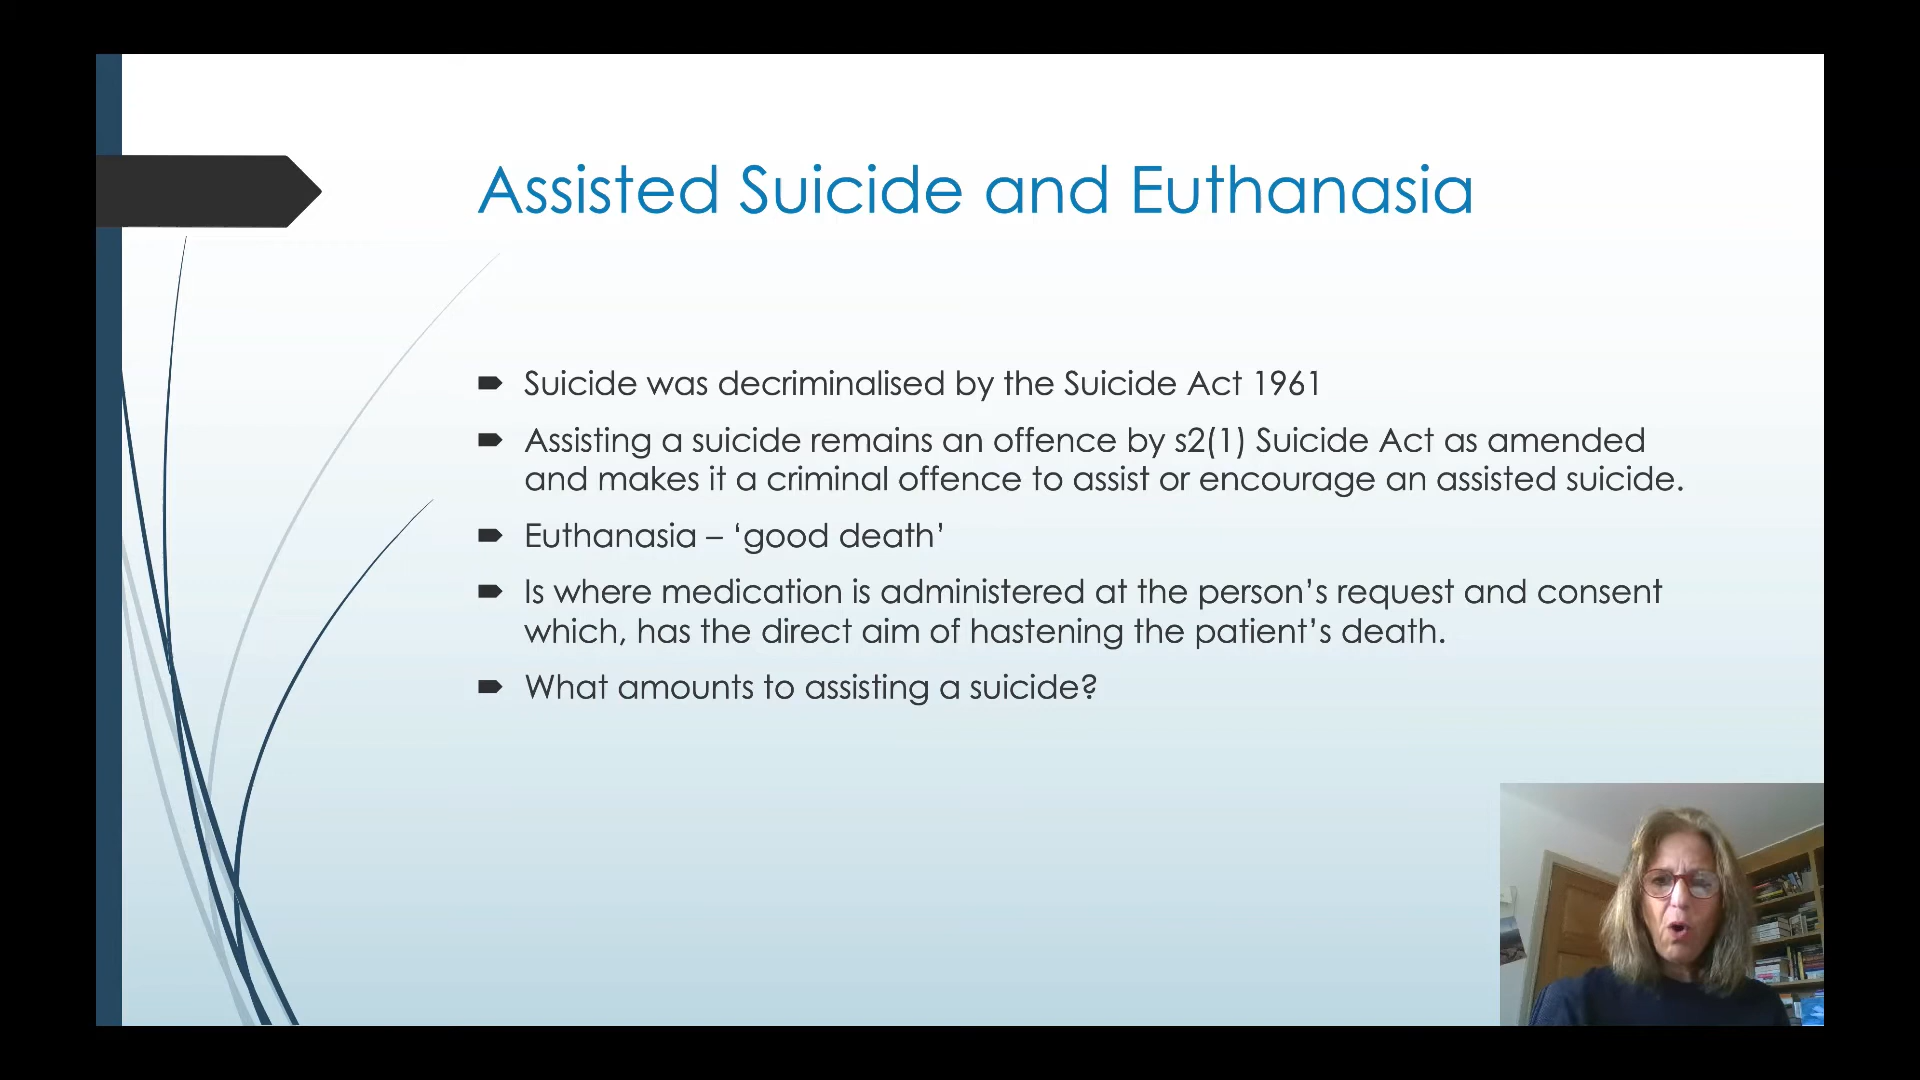 Assisted Suicide and Euthanasia
Suicide was decriminalised by the Suicide Act 1961
Assisting a suicide remains an offence by s2(1) Suicide Act as amended
and makes it a criminal offence to assist or encourage an assisted suicide.
Euthanasia – ‘good death’
Is where medication is administered at the person’s request and consent
which, has the direct aim of hastening the patient’s death.
What amounts to assisting a suicide?